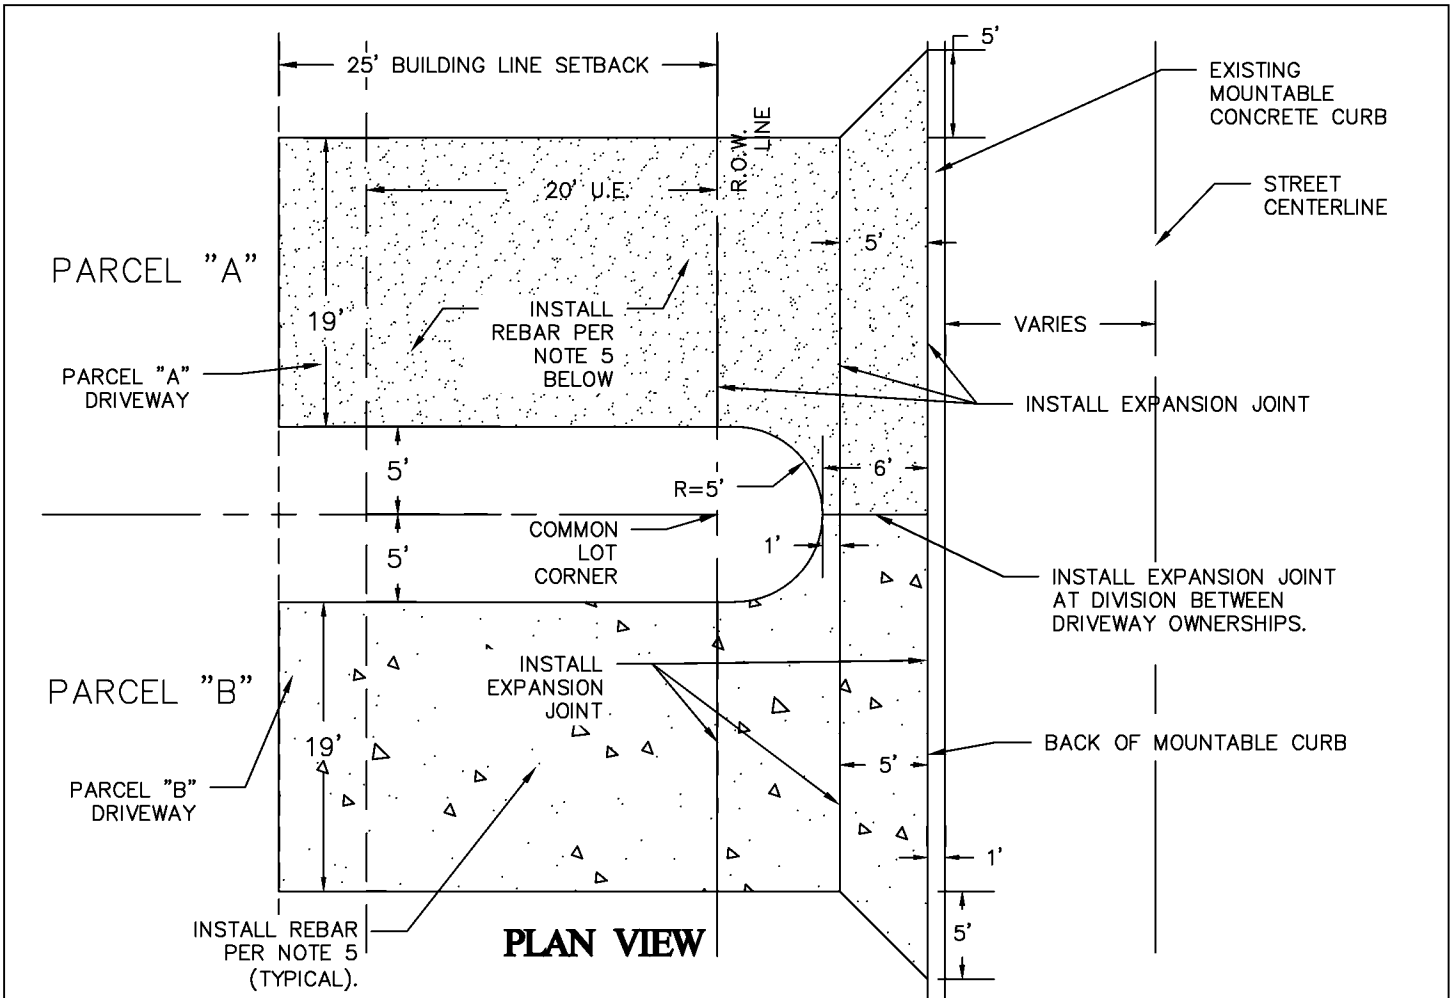 5'
25' BUILDING LINE SETBACK
EXISTING
MOUNTABLE
CONCRETE CURB
R.O.W.
LINE
20' U.E.
STREET
CENTERLINE
PARCEL "A"
5'
INSTALL
REBAR PER
NOTE 5
BELOW
19'
VARIES
PARCEL "A"
DRIVEWAY
INSTALL EXPANSION JOINT
5'
6'
R=5'
COMMON
LOT
CORNER
5'
1'
INSTALL EXPANSION JOINT
AT DIVISION BETWEEN
DRIVEWAY OWNERSHIPS.
PARCEL "B"
INSTALL
EXPANSION
JOINT
19'
BACK OF MOUNTABLE CURB
5'
PARCEL "B"
DRIVEWAY
1'
INSTALL REBAR
PER NOTE 5
(TYPICAL).
PLAN VIEW
5'